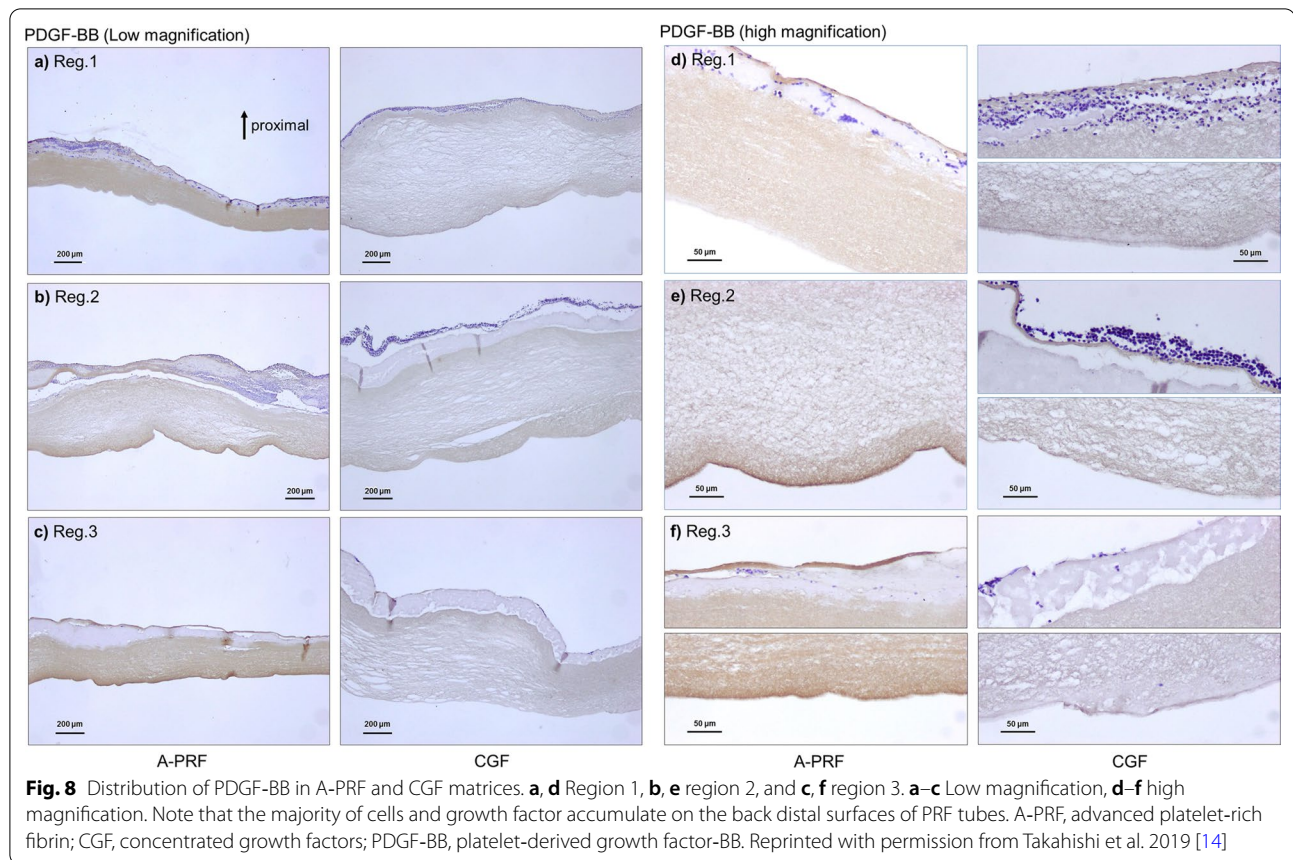 PDGF-BB (Low magnification)
a) Reg.1
proximal
200 µm
200 µm
b) Reg.2
200 µm
200 µm
c) Reg.3
200 µm
200 µm
A-PRF
CGF
PDGF-BB (high magnification)
d) Reg.1
50 µm
50 µm
e) Reg.2
50 µm
50 µm
f) Reg.3
50 µm
50 µm
A-PRF
CGF
Fig. 8 Distribution of PDGF-BB in A-PRF and CGF matrices. a, d Region 1, b, e region 2, and c, f region 3. a–c Low magnification, d–f high
magnification. Note that the majority of cells and growth factor accumulate on the back distal surfaces of PRF tubes. A-PRF, advanced platelet-rich
fibrin; CGF, concentrated growth factors; PDGF-BB, platelet-derived growth factor-BB. Reprinted with permission from Takahishi et al. 2019 [14]